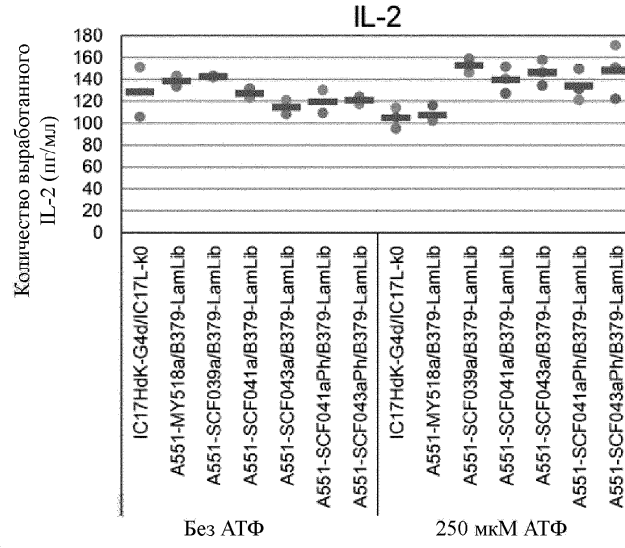 IL-2
Количество выработанного
IL-2 (пг/мл)
180
160
140
120
100
80
60
40
20
0
IC17HdK-G4d/IC17L-k0
A551-MY518a/B379-LamLib
A551-SCF039a/B379-LamLib
A551-SCF041a/B379-LamLib
A551-SCF043a/B379-LamLib
A551-SCF041aPh/B379-LamLib
A551-SCF043aPh/B379-LamLib
IC17HdK-G4d/IC17L-k0
A551-MY518a/B379-LamLib
A551-SCF039a/B379-LamLib
A551-SCF041a/B379-LamLib
A551-SCF043a/B379-LamLib
A551-SCF041aPh/B379-LamLib
A551-SCF043aPh/B379-LamLib
Без АТФ
250 мкМ АТФ